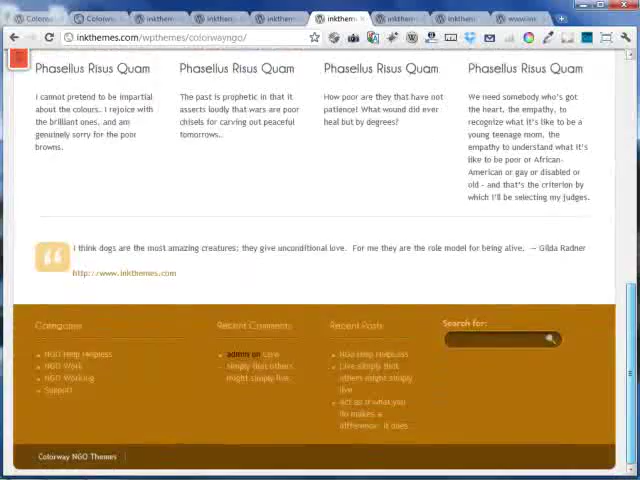 Colorw
Colorw
inkthem
inkthem
inkthem
inktheme
inkthem
inkthem
www.ink
inkthemes.com/wpthemes/colorwayngo/
Phasellus Risus Quam
Phasellus Risus Quam
Phasellus Risus Quam
Phasellus Risus Quam
I cannot pretend to be impartial
about the colours. I rejoice with
the brilliant ones, and am
genuinely sorry for the poor
browns.
The past is prophetic in that it
asserts loudly that wars are poor
chisels for carving out peaceful
tomorrows.
How poor are they that have not
patience! What wound did ever
heal but by degrees?
We need somebody who's got
the heart, the empathy, to
recognize what it's like to be a
young teenage mom, the
empathy to understand what it's
like to be poor or African-
American or gay or disabled or
old - and that's the criterion by
which I'll be selecting my judges.
I think dogs are the most amazing creatures; they give unconditional love. For me they are the role model for being alive. — Gilda Radner
http://www.inkthemes.com
Categories
NGO Help Helpless
NGO Work
NGO Working
Support
Recent Comments
admin on Live
simply that others
might simply live.
Recent Posts
NGO Help Helpless
Live simply that
others might simply
live
Act as if what you
do makes a
difference. It does.
Search for:
Colorway NGO Themes